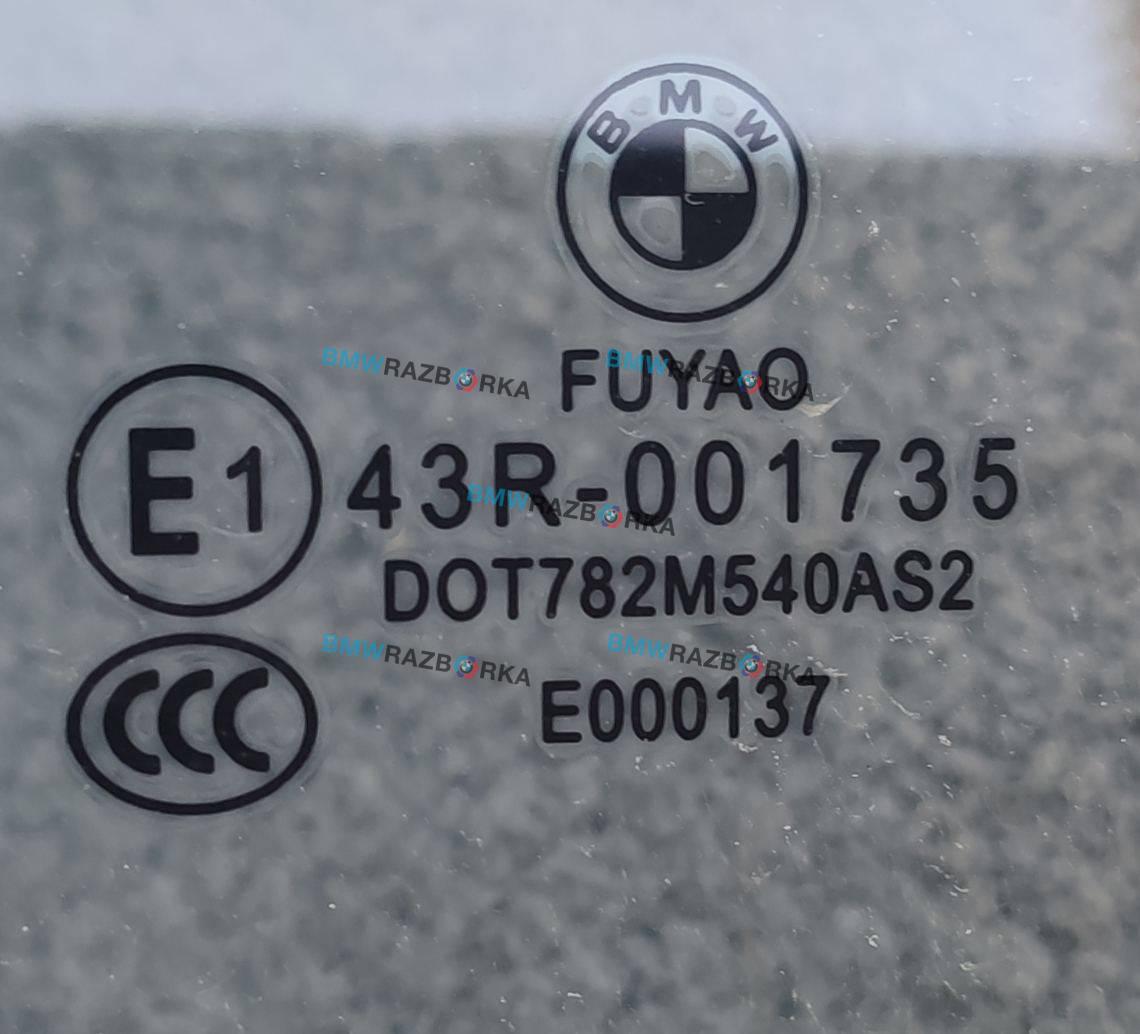 BMW
BMWRAZBORKA
BMWRAZBORKA
FUYAO
E1
43R-001735
BMWRAZBORKA
DOT782M540AS2
BMWRAZBORKA
BMWRAZBORKA
CCC
E000137